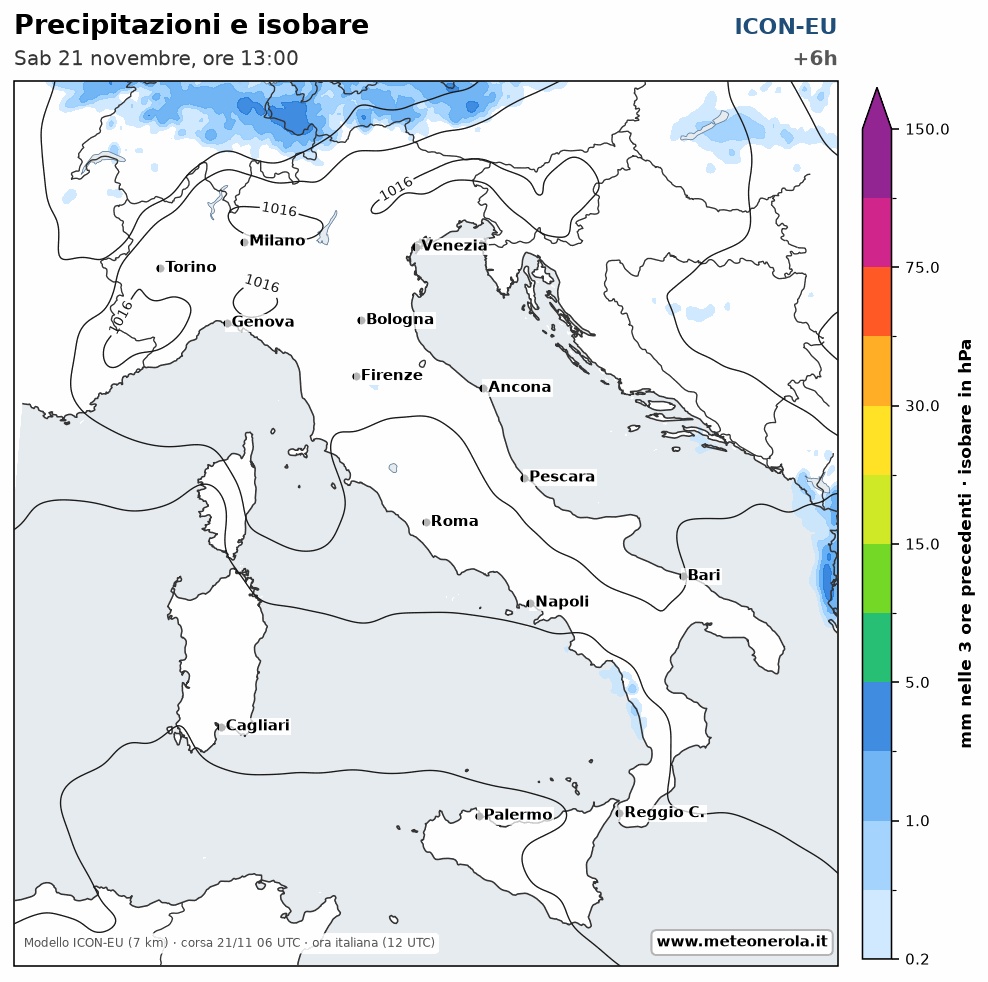 Precipitazioni e isobare
ICON-EU
Sab 21 novembre, ore 13:00
+6h
150.0
75.0
30.0
15.0
5.0
1.0
0.2
mm nelle 3 ore precedenti · isobare in hPa
1016
1016
1016
1016
Milano
Venezia
Torino
Genova
Bologna
Firenze
Ancona
Pescara
Roma
Bari
Napoli
Cagliari
Palermo
Reggio C.
Modello ICON-EU (7 km) · corsa 21/11 06 UTC · ora italiana (12 UTC)
www.meteonerola.it